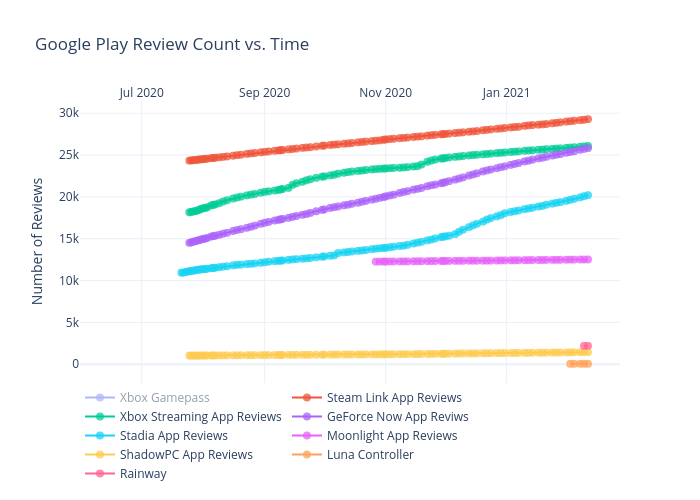 Google Play Review Count vs. Time
Jul 2020 Sep 2020 Nov 2020 Jan 2021
30k
25k
20k
15k
10k
5k
0
Number of Reviews
Xbox Gamepass Steam Link App Reviews
Xbox Streaming App Reviews GeForce Now App Reviws
Stadia App Reviews Moonlight App Reviews
ShadowPC App Reviews Luna Controller
Rainway